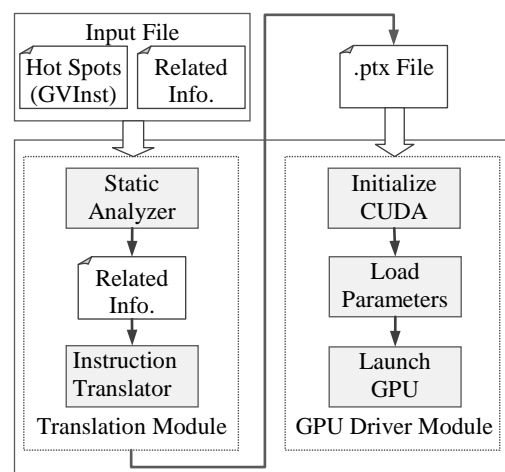 Input File
Hot Spots
(GVInst)
Related
Info.
.ptx File
Static
Analyzer
Related
Info.
Instruction
Translator
Translation Module
Initialize
CUDA
Load
Parameters
Launch
GPU
GPU Driver Module